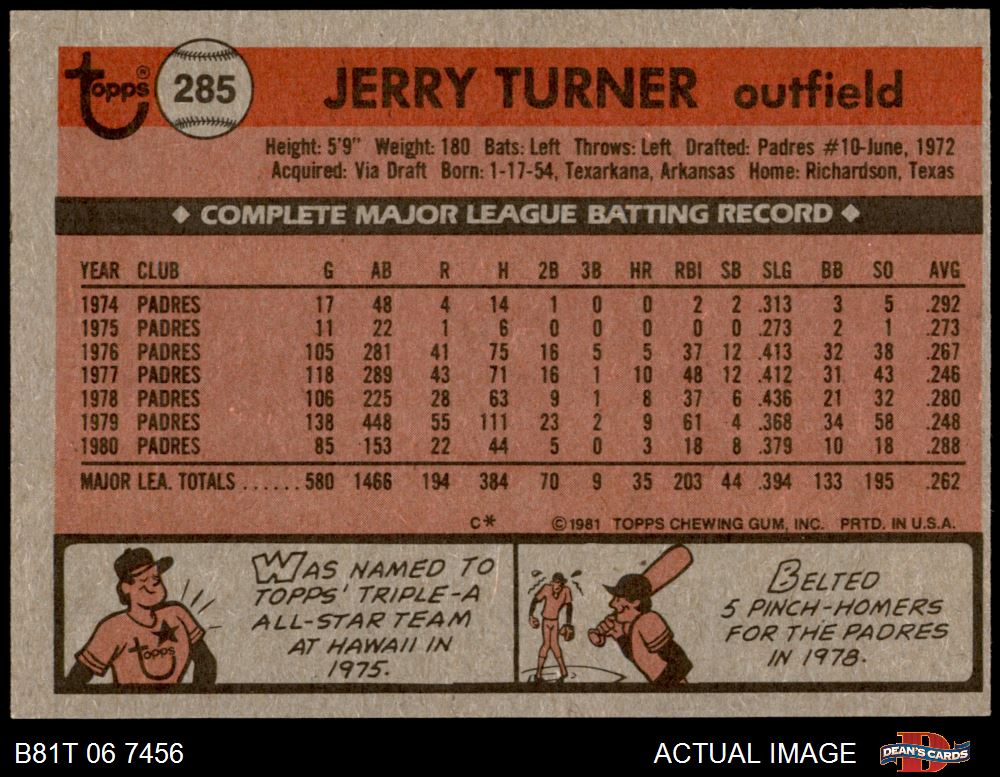 topps® 285 JERRY TURNER outfield
Height: 5'9" Weight: 180 Bats: Left Throws: Left Drafted: Padres #10-June, 1972
Acquired: Via Draft Born: 1-17-54, Texarkana, Arkansas Home: Richardson, Texas
◆ COMPLETE MAJOR LEAGUE BATTING RECORD ◆
YEAR CLUB G AB R H 2B 3B HR RBI SB SLG BB SO AVG
1974 PADRES 17 48 4 14 1 0 0 2 2 .313 3 5 .292
1975 PADRES 11 22 1 6 0 0 0 0 0 .273 2 1 .273
1976 PADRES 105 281 41 75 16 5 5 37 12 .413 32 38 .267
1977 PADRES 118 289 43 71 16 1 10 48 12 .412 31 43 .246
1978 PADRES 106 225 28 63 9 1 8 37 6 .436 21 32 .280
1979 PADRES 138 448 55 111 23 2 9 61 4 .368 34 58 .248
1980 PADRES 85 153 22 44 5 0 3 18 8 .379 10 18 .288
MAJOR LEA. TOTALS ...... 580 1466 194 384 70 9 35 203 44 .394 133 195 .262
C* ©1981 TOPPS CHEWING GUM, INC. PRTD. IN U.S.A.
WAS NAMED TO
TOPPS' TRIPLE-A
ALL-STAR TEAM
AT HAWAII IN
1975.
topps
BELTED
5 PINCH-HOMERS
FOR THE PADRES
IN 1978.
B81T 06 7456 ACTUAL IMAGE DEAN'S CARDS